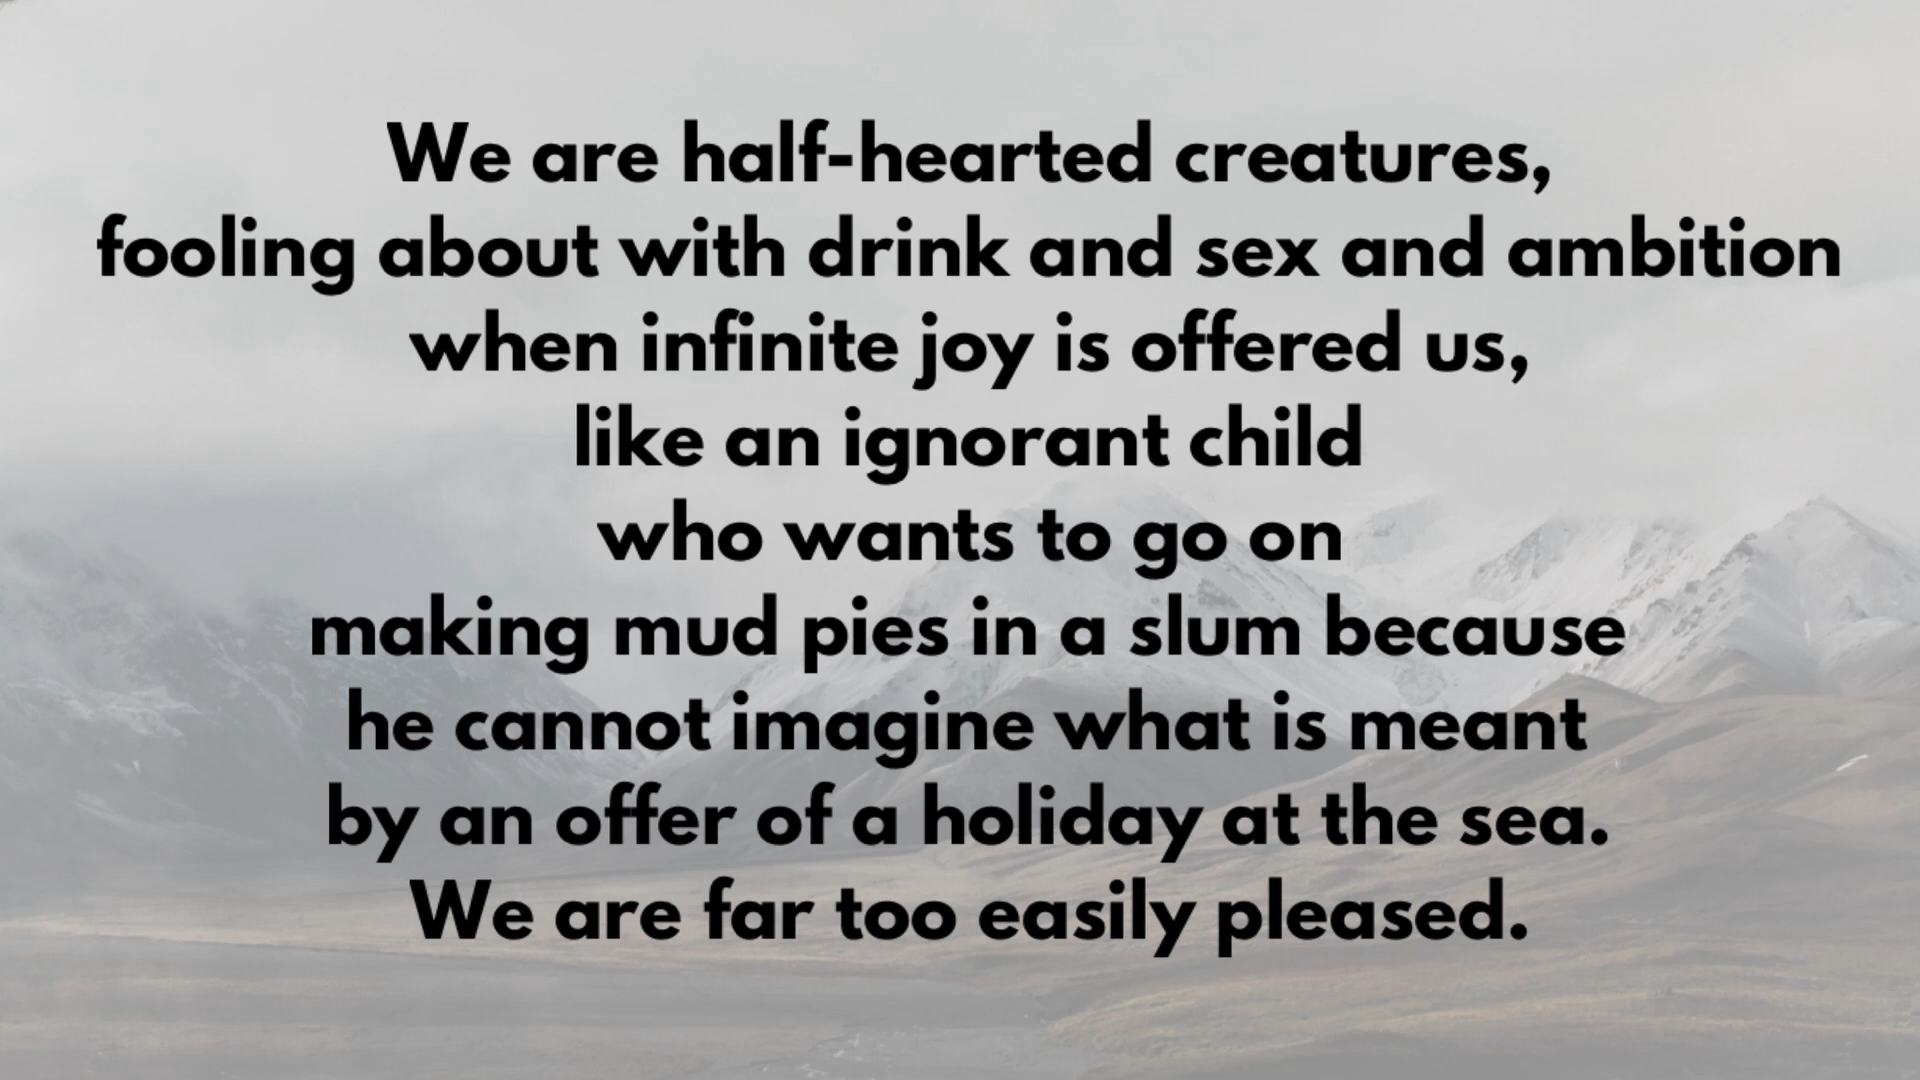 We are half-hearted creatures,
fooling about with drink and sex and ambition
when infinite joy is offered us,
like an ignorant child
who wants to go on
making mud pies in a slum because
he cannot imagine what is meant
by an offer of a holiday at the sea.
We are far too easily pleased.